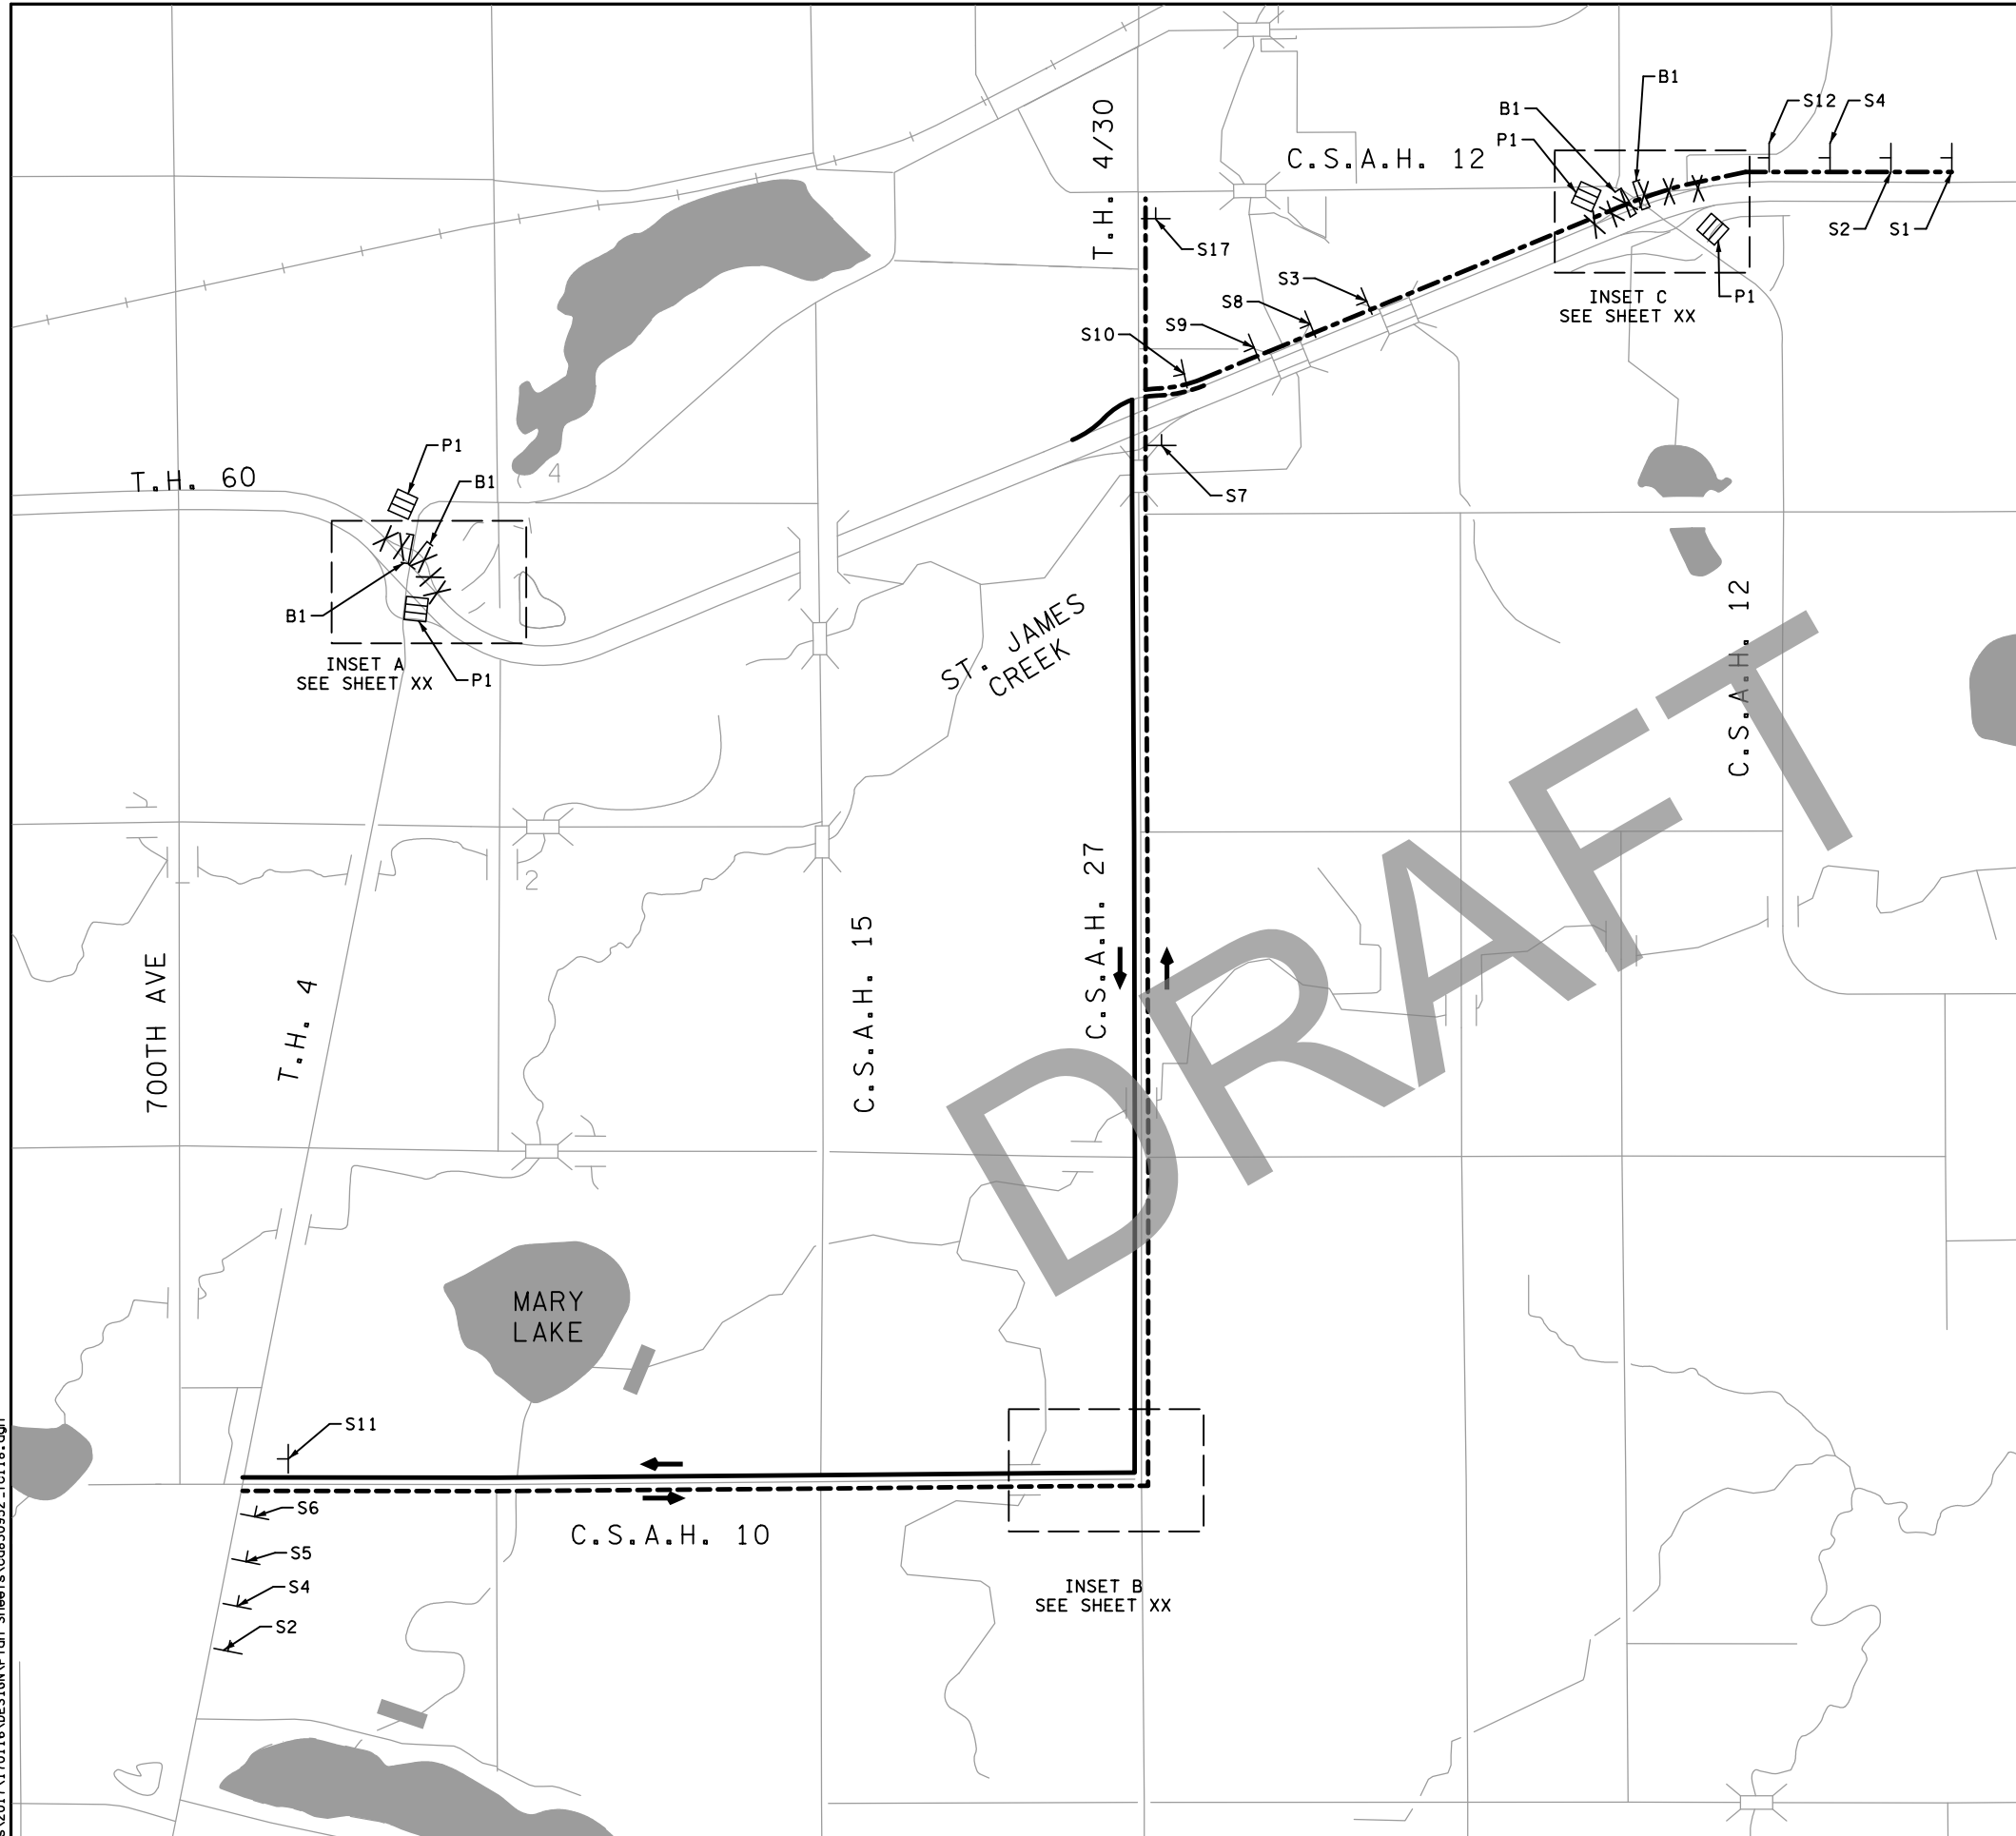 B1
S12
S4
B1
P1
T.H. 4/30
C.S.A.H. 12
S17
S2
S1
S3
INSET C
SEE SHEET XX
P1
S8
S9
S10
P1
T.H. 60
4
B1
S7
B1
INSET A
SEE SHEET XX
P1
ST. JAMES
CREEK
C.S.A.H. 12
DRAFT
2
C.S.A.H. 27
C.S.A.H. 15
700TH AVE
T.H. 4
MARY
LAKE
S11
S6
C.S.A.H. 10
S5
S4
INSET B
SEE SHEET XX
S2